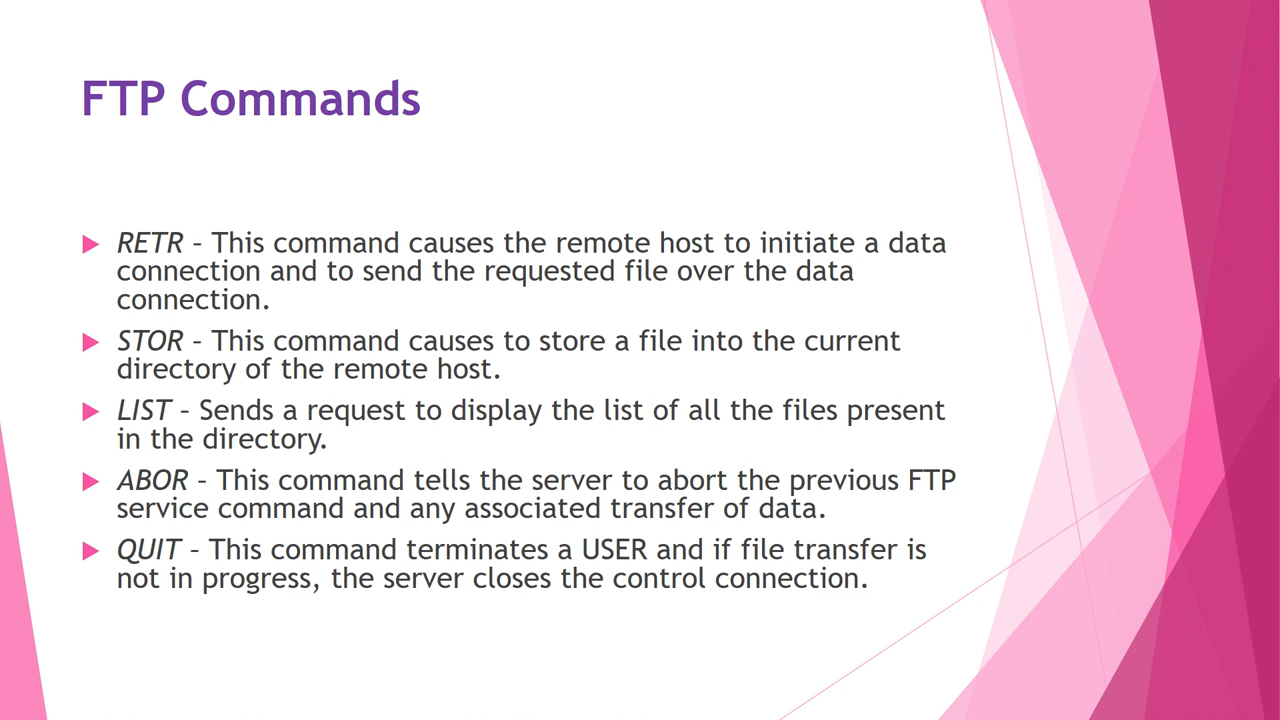 FTP Commands
RETR – This command causes the remote host to initiate a data
connection and to send the requested file over the data
connection.
STOR – This command causes to store a file into the current
directory of the remote host.
LIST – Sends a request to display the list of all the files present
in the directory.
ABOR – This command tells the server to abort the previous FTP
service command and any associated transfer of data.
QUIT – This command terminates a USER and if file transfer is
not in progress, the server closes the control connection.